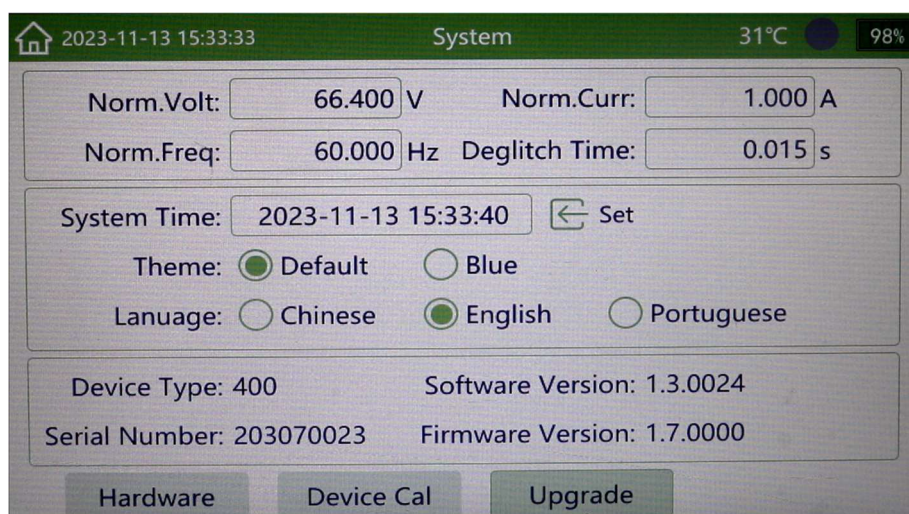 2023-11-13 15:33:33 System 31℃ 98%
Norm.Volt: 66.400 V Norm.Curr: 1.000 A
Norm.Freq: 60.000 Hz Deglitch Time: 0.015 s
System Time: 2023-11-13 15:33:40 Set
Theme: Default Blue
Lanuage: Chinese English Portuguese
Device Type: 400 Software Version: 1.3.0024
Serial Number: 203070023 Firmware Version: 1.7.0000
Hardware Device Cal Upgrade